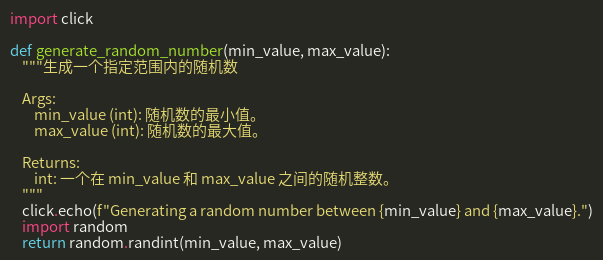 import click
def generate_random_number(min_value, max_value):
"""生成一个指定范围内的随机数
Args:
min_value (int): 随机数的最小值。
max_value (int): 随机数的最大值。
Returns:
int: 一个在 min_value 和 max_value 之间的随机整数。
"""
click.echo(f"Generating a random number between {min_value} and {max_value}.")
import random
return random.randint(min_value, max_value)